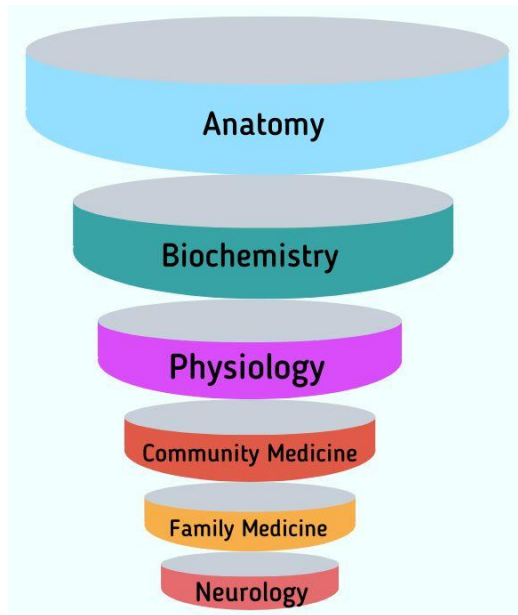 Anatomy
Biochemistry
Physiology
Community Medicine
Family Medicine
Neurology